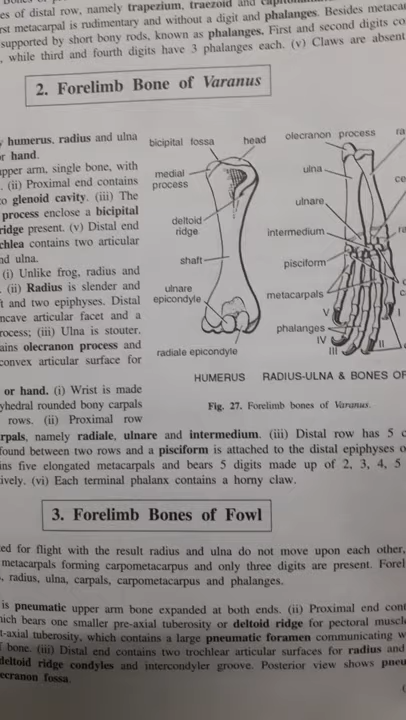 of distal row, namely trapezium, trapezoid and
rst metacarpal is rudimentary and without a digit and phalanges. Besides metacar
supported by short bony rods, known as phalanges. First and second digits co
, while third and fourth digits have 3 phalanges each. (v) Claws are absent
2. Forelimb Bone of Varanus
y humerus, radius and ulna
or hand.
upper arm, single bone, with
. (ii) Proximal end contains
to glenoid cavity. (iii) The
process enclose a bicipital
ridge present. (v) Distal end
chlea contains two articular
nd ulna.
(i) Unlike frog, radius and
. (ii) Radius is slender and
t and two epiphyses. Distal
ncave articular facet and a
rocess; (iii) Ulna is stouter.
ains olecranon process and
convex articular surface for
bicipital fossa
head
olecranon process
ra
medial process
ulna
ce
ulnare
deltoid ridge
intermedium
ra
shaft
pisciform
ulnare epicondyle
metacarpals
V
I
phalanges
IV
III
II
radiale epicondyle
HUMERUS RADIUS-ULNA & BONES OF
Fig. 27. Forelimb bones of Varanus.
or hand. (i) Wrist is made
yhedral rounded bony carpals
rows. (ii) Proximal row
rpals, namely radiale, ulnare and intermedium. (iii) Distal row has 5 c
found between two rows and a pisciform is attached to the distal epiphyses o
ins five elongated metacarpals and bears 5 digits made up of 2, 3, 4, 5
tively. (vi) Each terminal phalanx contains a horny claw.
3. Forelimb Bones of Fowl
ed for flight with the result radius and ulna do not move upon each other,
metacarpals forming carpometacarpus and only three digits are present. Forel
, radius, ulna, carpals, carpometacarpus and phalanges.
is pneumatic upper arm bone expanded at both ends. (ii) Proximal end cont
hich bears one smaller pre-axial tuberosity or deltoid ridge for pectoral muscl
t-axial tuberosity, which contains a large pneumatic foramen communicating w
f bone. (iii) Distal end contains two trochlear articular surfaces for radius and
deltoid ridge condyles and intercondyler groove. Posterior view shows pneu
ecranon fossa.
(